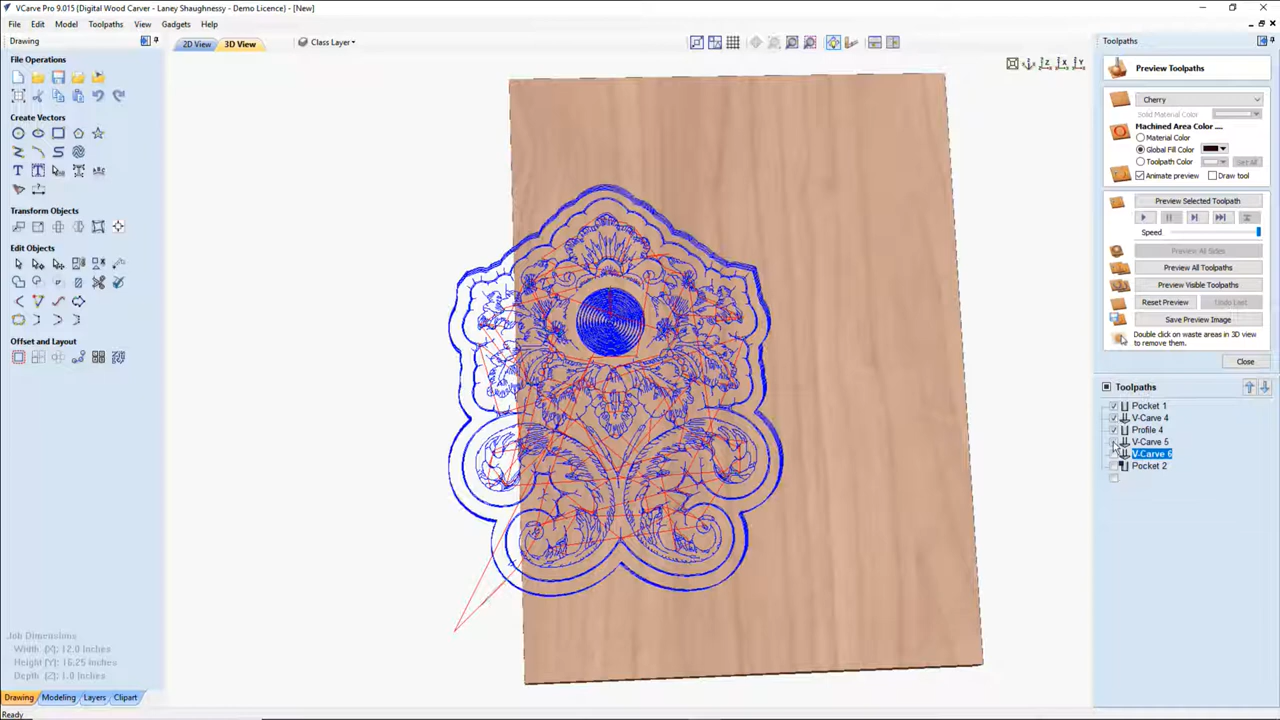 VCarve Pro 9.015 [Digital Wood Carver - Laney Shaughnessy - Demo Licence] - [New]
File Edit Model Toolpaths View Gadgets Help
Drawing
2D View 3D View Class Layer
File Operations
Create Vectors
Transform Objects
Edit Objects
Offset and Layout
Job Dimensions
Width (X): 12.0 inches
Height (Y): 16.25 inches
Depth (Z): 1.0 inches
Drawing Modeling Layers Clipart
Ready
Toolpaths
Preview Toolpaths
Cherry
Solid Material Color
Machined Area Color ....
Material Color
Global Fill Color
Toolpath Color Set All
Animate preview Draw tool
Preview Selected Toolpath
Speed
Preview All Sides
Preview All Toolpaths
Preview Visible Toolpaths
Reset Preview Undo Last
Save Preview Image
Double click on waste areas in 3D view
to remove them.
Close
Toolpaths
Pocket 1
V-Carve 4
Profile 4
V-Carve 5
V-Carve 6
Pocket 2